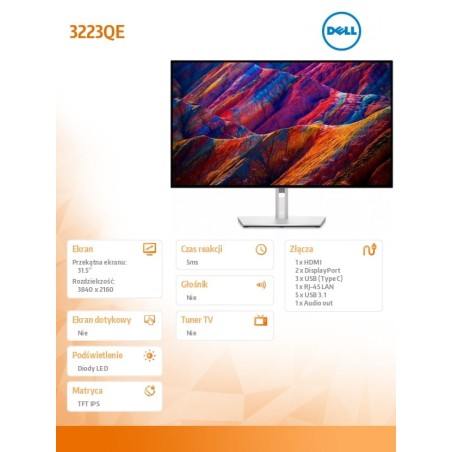 3223QE
DELL
Ekran
Przekątna ekranu:
31.5"
Rozdzielczość:
3840 x 2160
Ekran dotykowy
Nie
Podświetlenie
Diody LED
Matryca
TFT IPS
Czas reakcji
5ms
Głośnik
Nie
Tuner TV
Nie
Złącza
1 x HDMI
2 x DisplayPort
3 x USB (Type C)
1 x RJ-45 LAN
5 x USB 3.1
1 x Audio out